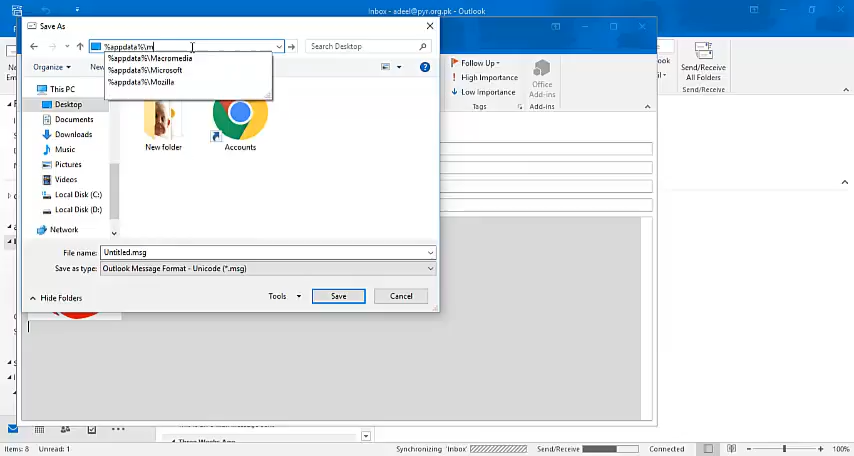 Inbox - adeel@pyr.org.pk - Outlook
Save As
%appdata%\m
Search Desktop
%appdata%\Macromedia
%appdata%\Microsoft
%appdata%\Mozilla
Organize
This PC
Desktop
Documents
Downloads
Music
Pictures
Videos
Local Disk (C:)
Local Disk (D:)
Network
New folder
Accounts
File name:
Untitled.msg
Save as type:
Outlook Message Format - Unicode (*.msg)
Hide Folders
Tools
Save
Cancel
Follow Up
High Importance
Low Importance
Tags
Office
Add-ins
Add-ins
Send/Receive
All Folders
Send/Receive
Three Weeks Ago
Items: 8
Unread: 1
Synchronizing 'Inbox'
Send/Receive
Connected
100%